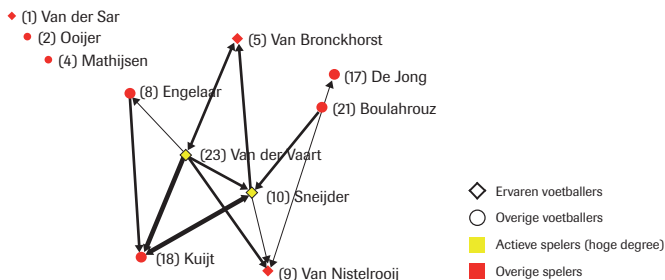 (1) Van der Sar
(2) Ooijer
(4) Mathijsen
(5) Van Bronckhorst
(17) De Jong
(8) Engelaar
(21) Boulahrouz
(23) Van der Vaart
(10) Sneijder
(18) Kuijt
(9) Van Nistelrooij
Ervaren voetballers
Overige voetballers
Actieve spelers (hoge degree)
Overige spelers